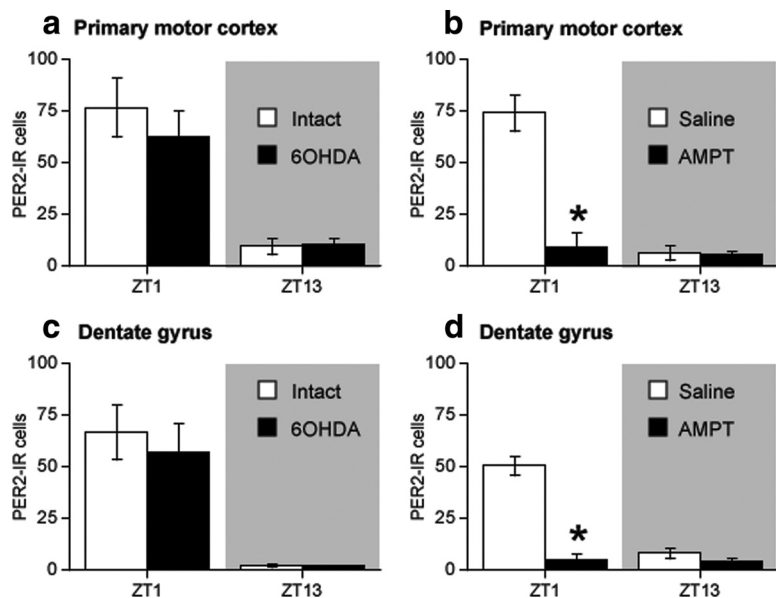 a Primary motor cortex
100
75
50
25
0
PER2-IR cells
Intact
6OHDA
ZT1 ZT13
b Primary motor cortex
100
75
50
25
0
PER2-IR cells
Saline
AMPT
*
ZT1 ZT13
c Dentate gyrus
100
75
50
25
0
PER2-IR cells
Intact
6OHDA
ZT1 ZT13
d Dentate gyrus
100
75
50
25
0
PER2-IR cells
Saline
AMPT
*
ZT1 ZT13